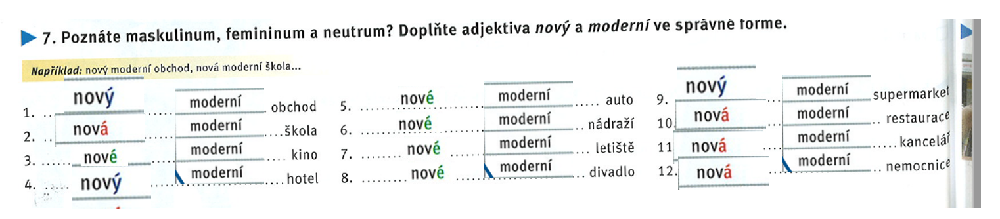 7. Poznáte maskulinum, femininum a neutrum? Doplňte adjektiva nový a moderní ve správné formě.
Například: nový moderní obchod, nová moderní škola...
1. .. nový ..... moderní . obchod
2. .. nová ..... moderní ....škola
3. ...... nové .... moderní .... kino
4. ..... nový ..... moderní ....hotel
5. ........ nové ........ moderní ..... auto
6. ........ nové ........ moderní .. nádraží
7. ........ nové ..... moderní .... letiště
8. ......... nové ..... moderní .. divadlo
9. nový ... moderní supermarket
10. nová ... moderní .. restaurace
11 nová .... moderní ..... kancelář
12. nová .... moderní .. nemocnice